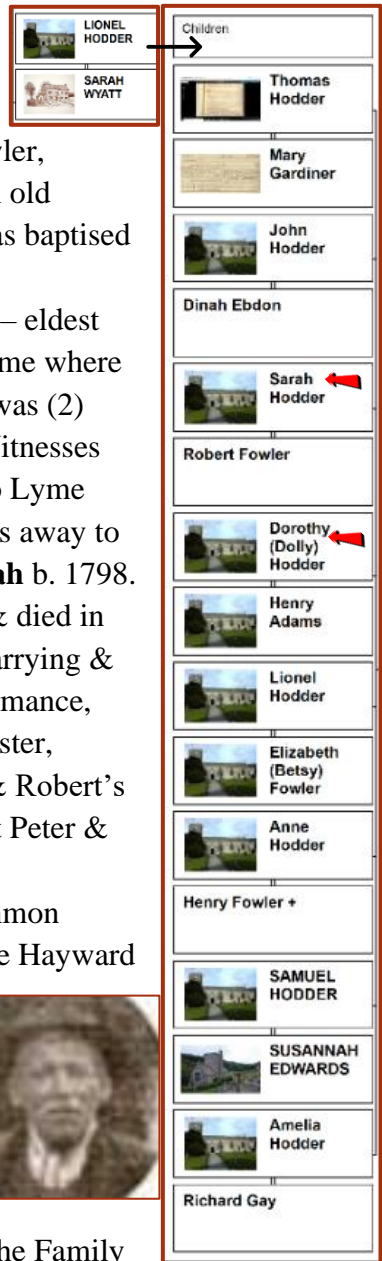 LIONEL
HODDER
SARAH
WYATT
Children
Thomas
Hodder
Mary
Gardiner
John
Hodder
Dinah Ebdon
Sarah
Hodder
Robert Fowler
Dorothy
(Dolly)
Hodder
Henry
Adams
Lionel
Hodder
Elizabeth
(Betsy)
Fowler
Anne
Hodder
Henry Fowler +
SAMUEL
HODDER
SUSANNAH
EDWARDS
Amelia
Hodder
Richard Gay
ler,
old
as baptised
– eldest
me where
was (2)
itnesses
Lyme
s away to
ah b. 1798.
& died in
arrying &
mance,
ster,
& Robert's
t Peter &
mmon
e Hayward
he Family